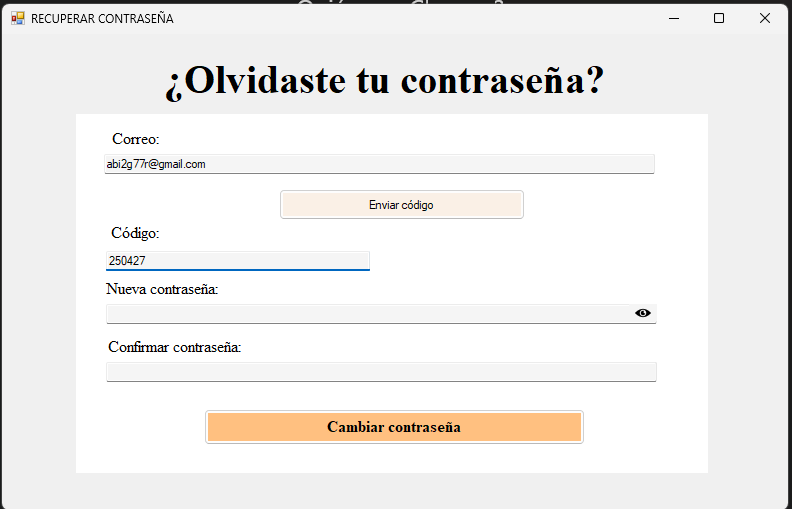 RECUPERAR CONTRASEÑA
¿Olvidaste tu contraseña?
Correo:
abi2g77r@gmail.com
Enviar código
Código:
250427
Nueva contraseña:
Confirmar contraseña:
Cambiar contraseña